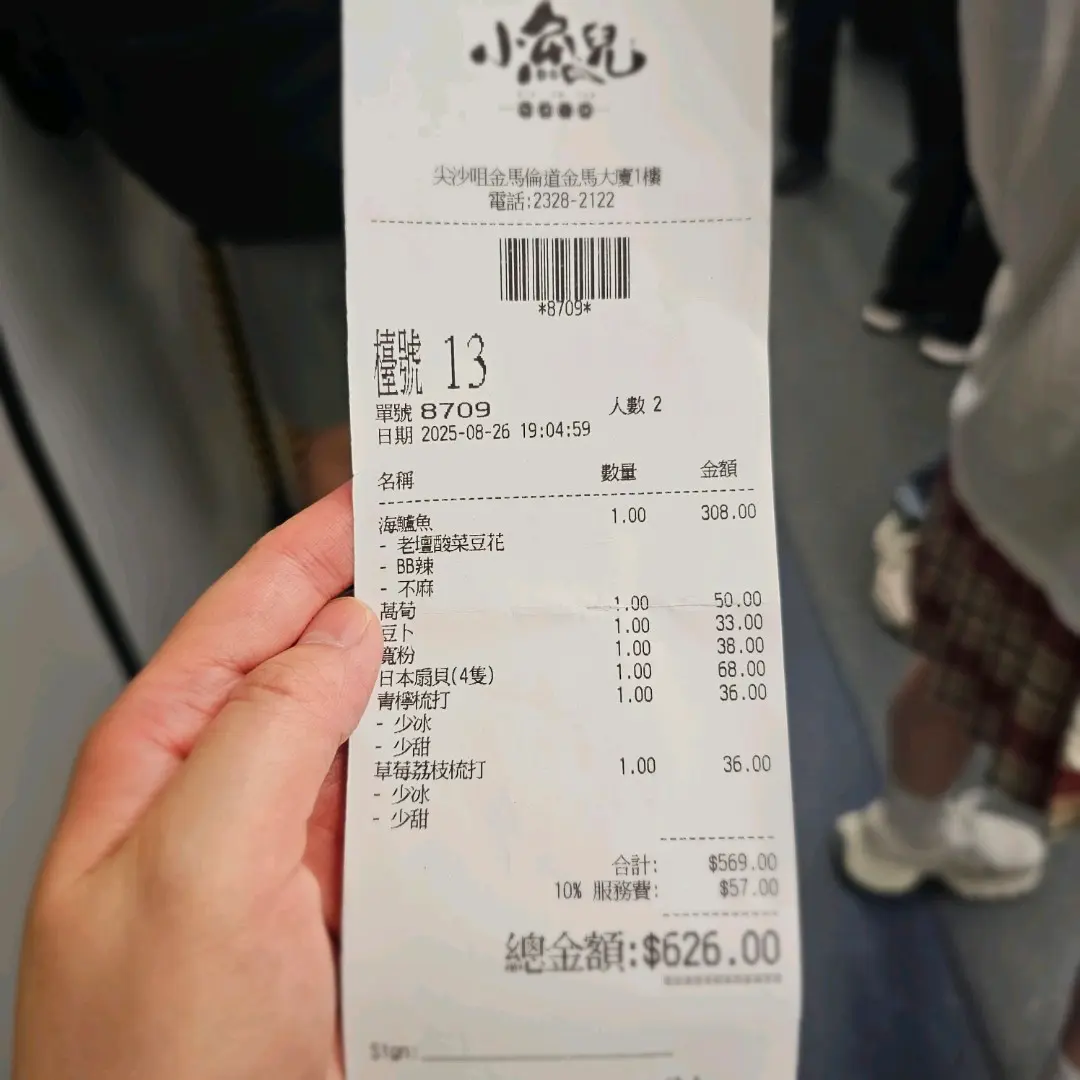 小魚兒
尖沙咀金馬倫道金馬大廈1樓
電話:2328-2122
*8709*
檯號 13
單號 8709 人數 2
日期 2025-08-26 19:04:59
名稱 數量 金額
海鱸魚 1.00 308.00
- 老壇酸菜豆花
- BB辣
- 不麻
萵筍 1.00 50.00
豆卜 1.00 33.00
寬粉 1.00 38.00
日本扇貝(4隻) 1.00 68.00
青檸梳打 1.00 36.00
- 少冰
- 少甜
草莓荔枝梳打 1.00 36.00
- 少冰
- 少甜
合計: $569.00
10% 服務費: $57.00
總金額:$626.00
Sign: